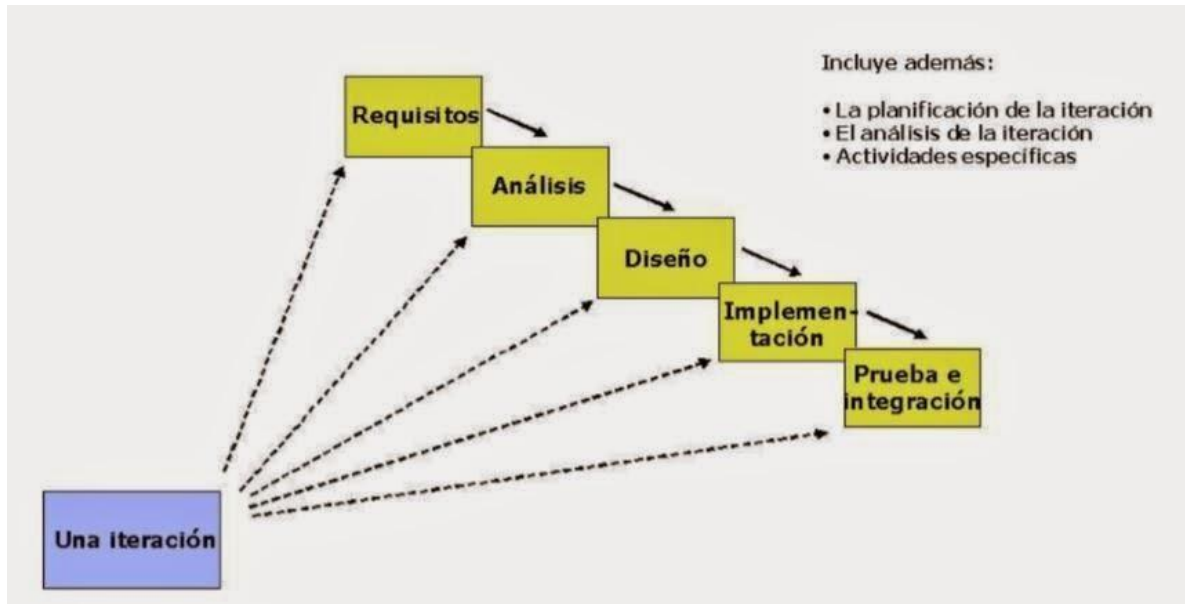 Incluye además:
• La planificación de la iteración
• El análisis de la iteración
• Actividades específicas
Requisitos
Análisis
Diseño
Implemen-
tación
Prueba e
integración
Una iteración